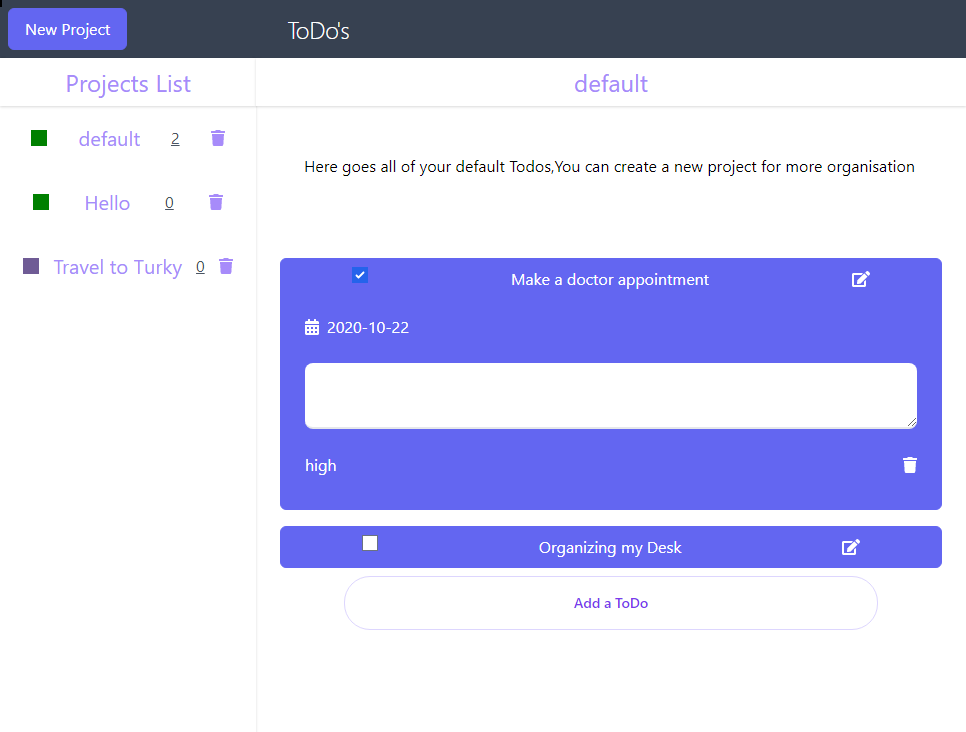 New Project
ToDo's
Projects List
default
default 2
Hello 0
Travel to Turky 0
Here goes all of your default Todos,You can create a new project for more organisation
Make a doctor appointment
2020-10-22
high
Organizing my Desk
Add a ToDo